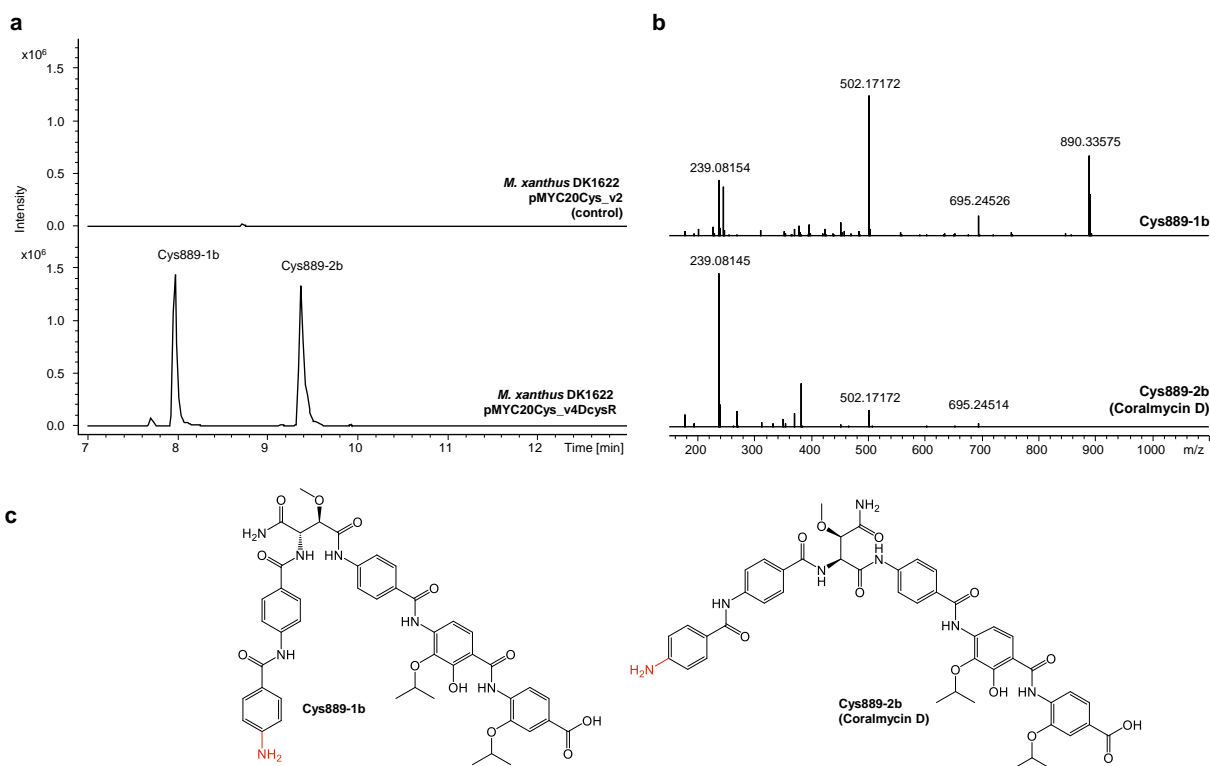 a
x10⁶
1.5
1.0
0.5
0.0
Intensity
M. xanthus DK1622
pMYC20Cys_v2
(control)
1.5
1.0
0.5
0.0
Cys889-1b
Cys889-2b
M. xanthus DK1622
pMYC20Cys_v4DcysR
7 8 9 10 11 12 Time [min]
b
502.17172
890.33575
239.08154
695.24526
Cys889-1b
239.08145
502.17172
695.24514
Cys889-2b
(Coralmycin D)
200 300 400 500 600 700 800 900 1000 m/z
c
O
O
H₂N
O
O
NH
HN
O
NH
O
NH₂
O
HN
O
O
OH
HN
O
OH
O
Cys889-1b
NH₂
O
O
O
N
H
O
H
N
HN
O
H₂N
O
HN
O
O
OH
HN
O
OH
O
Cys889-2b
(Coralmycin D)